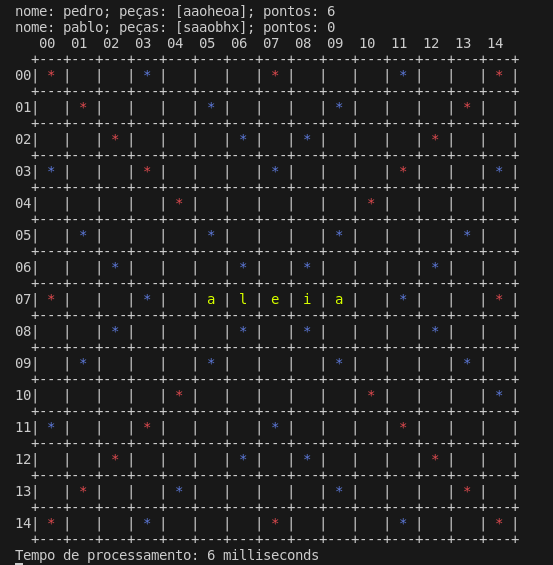 nome: pedro; peças: [aaoheoa]; pontos: 6
nome: pablo; peças: [saaobhx]; pontos: 0
   00  01  02  03  04  05  06  07  08  09  10  11  12  13  14
  +---+---+---+---+---+---+---+---+---+---+---+---+---+---+---+
00| * |   |   | * |   |   |   | * |   |   |   | * |   |   | * |
  +---+---+---+---+---+---+---+---+---+---+---+---+---+---+---+
01|   | * |   |   |   | * |   |   |   | * |   |   |   | * |   |
  +---+---+---+---+---+---+---+---+---+---+---+---+---+---+---+
02|   |   | * |   |   |   | * |   | * |   |   |   | * |   |   |
  +---+---+---+---+---+---+---+---+---+---+---+---+---+---+---+
03| * |   |   | * |   |   |   | * |   |   |   | * |   |   | * |
  +---+---+---+---+---+---+---+---+---+---+---+---+---+---+---+
04|   |   |   |   | * |   |   |   |   |   | * |   |   |   |   |
  +---+---+---+---+---+---+---+---+---+---+---+---+---+---+---+
05|   | * |   |   |   | * |   |   |   | * |   |   |   | * |   |
  +---+---+---+---+---+---+---+---+---+---+---+---+---+---+---+
06|   |   | * |   |   |   | * |   | * |   |   |   | * |   |   |
  +---+---+---+---+---+---+---+---+---+---+---+---+---+---+---+
07| * |   |   | * |   | a | l | e | i | a |   | * |   |   | * |
  +---+---+---+---+---+---+---+---+---+---+---+---+---+---+---+
08|   |   | * |   |   |   | * |   | * |   |   |   | * |   |   |
  +---+---+---+---+---+---+---+---+---+---+---+---+---+---+---+
09|   | * |   |   |   | * |   |   |   | * |   |   |   | * |   |
  +---+---+---+---+---+---+---+---+---+---+---+---+---+---+---+
10|   |   |   |   | * |   |   |   |   |   | * |   |   |   | * |
  +---+---+---+---+---+---+---+---+---+---+---+---+---+---+---+
11| * |   |   | * |   |   |   | * |   |   |   | * |   |   |   |
  +---+---+---+---+---+---+---+---+---+---+---+---+---+---+---+
12|   |   | * |   |   |   | * |   | * |   |   |   | * |   |   |
  +---+---+---+---+---+---+---+---+---+---+---+---+---+---+---+
13|   | * |   |   | * |   |   |   |   | * |   |   |   | * |   |
  +---+---+---+---+---+---+---+---+---+---+---+---+---+---+---+
14| * |   |   | * |   |   |   | * |   |   |   | * |   |   | * |
  +---+---+---+---+---+---+---+---+---+---+---+---+---+---+---+
Tempo de processamento: 6 milliseconds